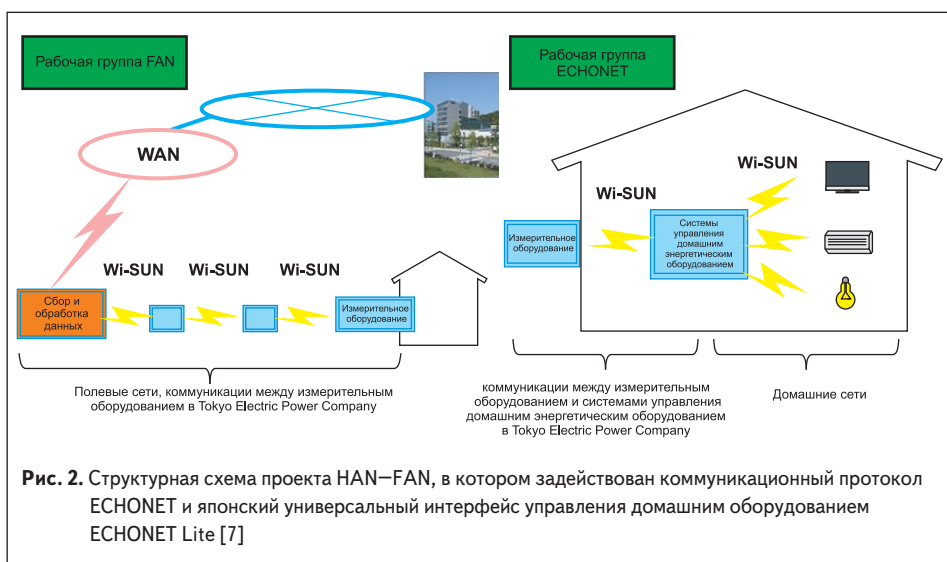 Рабочая группа FAN
Рабочая группа
ECHONET
WAN
Wi-SUN
Wi-SUN
Wi-SUN
Сбор и
обработка
данных
Измерительное
оборудование
Полевые сети, коммуникации между измерительным
оборудованием в Tokyo Electric Power Company
Wi-SUN
Wi-SUN
Измерительное
оборудование
Системы
управления
домашним
энергетическим
оборудованием
коммуникации между измерительным
оборудованием и системами управления
домашним энергетическим оборудованием
в Tokyo Electric Power Company
Домашние сети
Рис. 2. Структурная схема проекта HAN–FAN, в котором задействован коммуникационный протокол
ECHONET и японский универсальный интерфейс управления домашним оборудованием
ECHONET Lite [7]